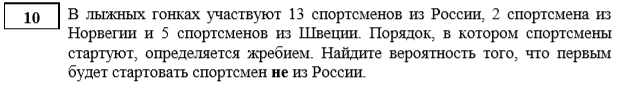 10
В лыжных гонках участвуют 13 спортсменов из России, 2 спортсмена из
Норвегии и 5 спортсменов из Швеции. Порядок, в котором спортсмены
стартуют, определяется жребием. Найдите вероятность того, что первым
будет стартовать спортсмен не из России.